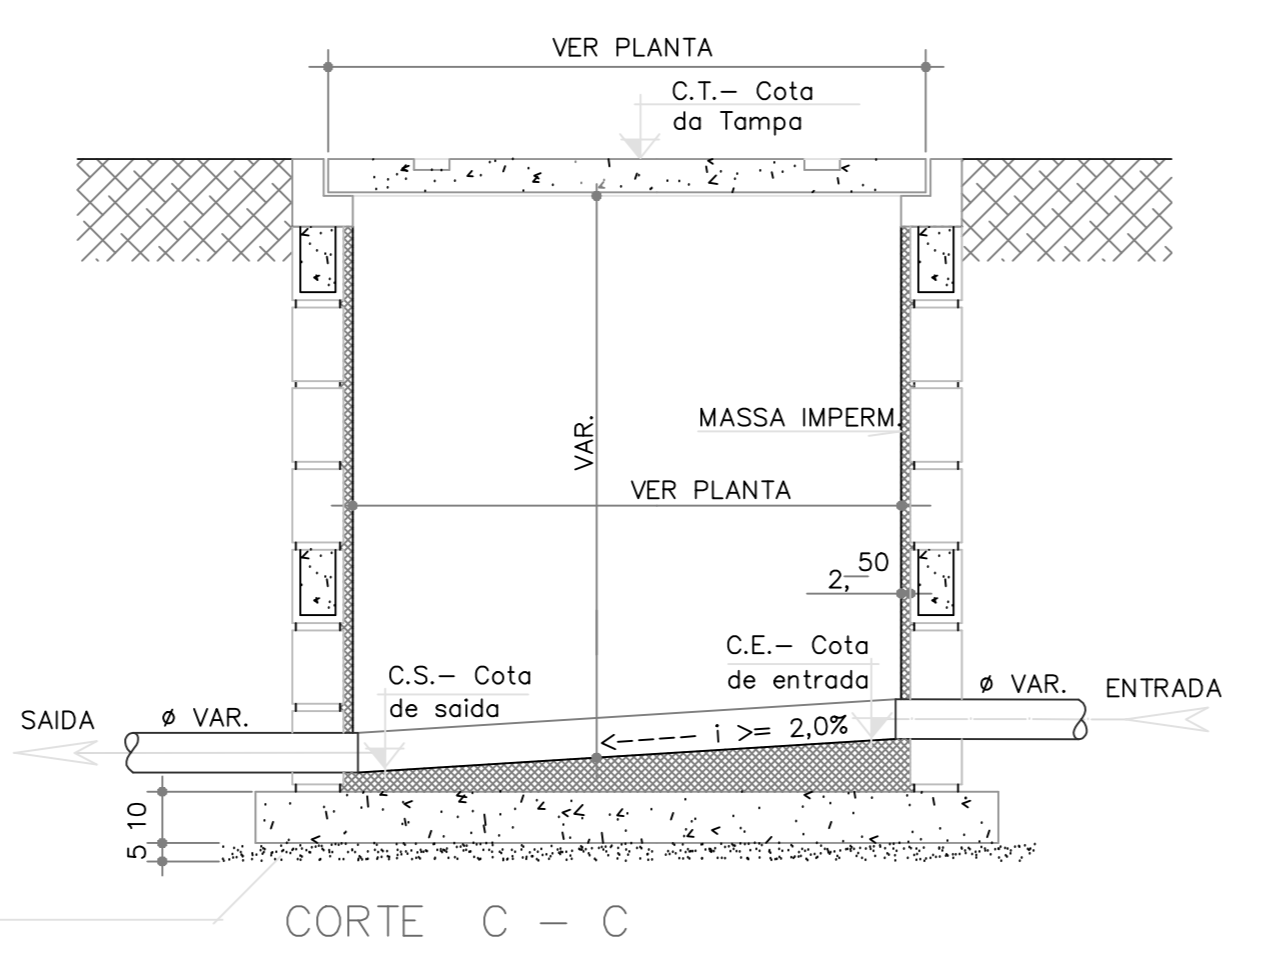 VER PLANTA
C.T.– Cota
da Tampa
MASSA IMPERM.
VAR.
VER PLANTA
2,50
C.E.– Cota
de entrada
C.S.– Cota
de saida
ø VAR.
ENTRADA
SAIDA
ø VAR.
<---- i >= 2,0%
10
5
CORTE C – C